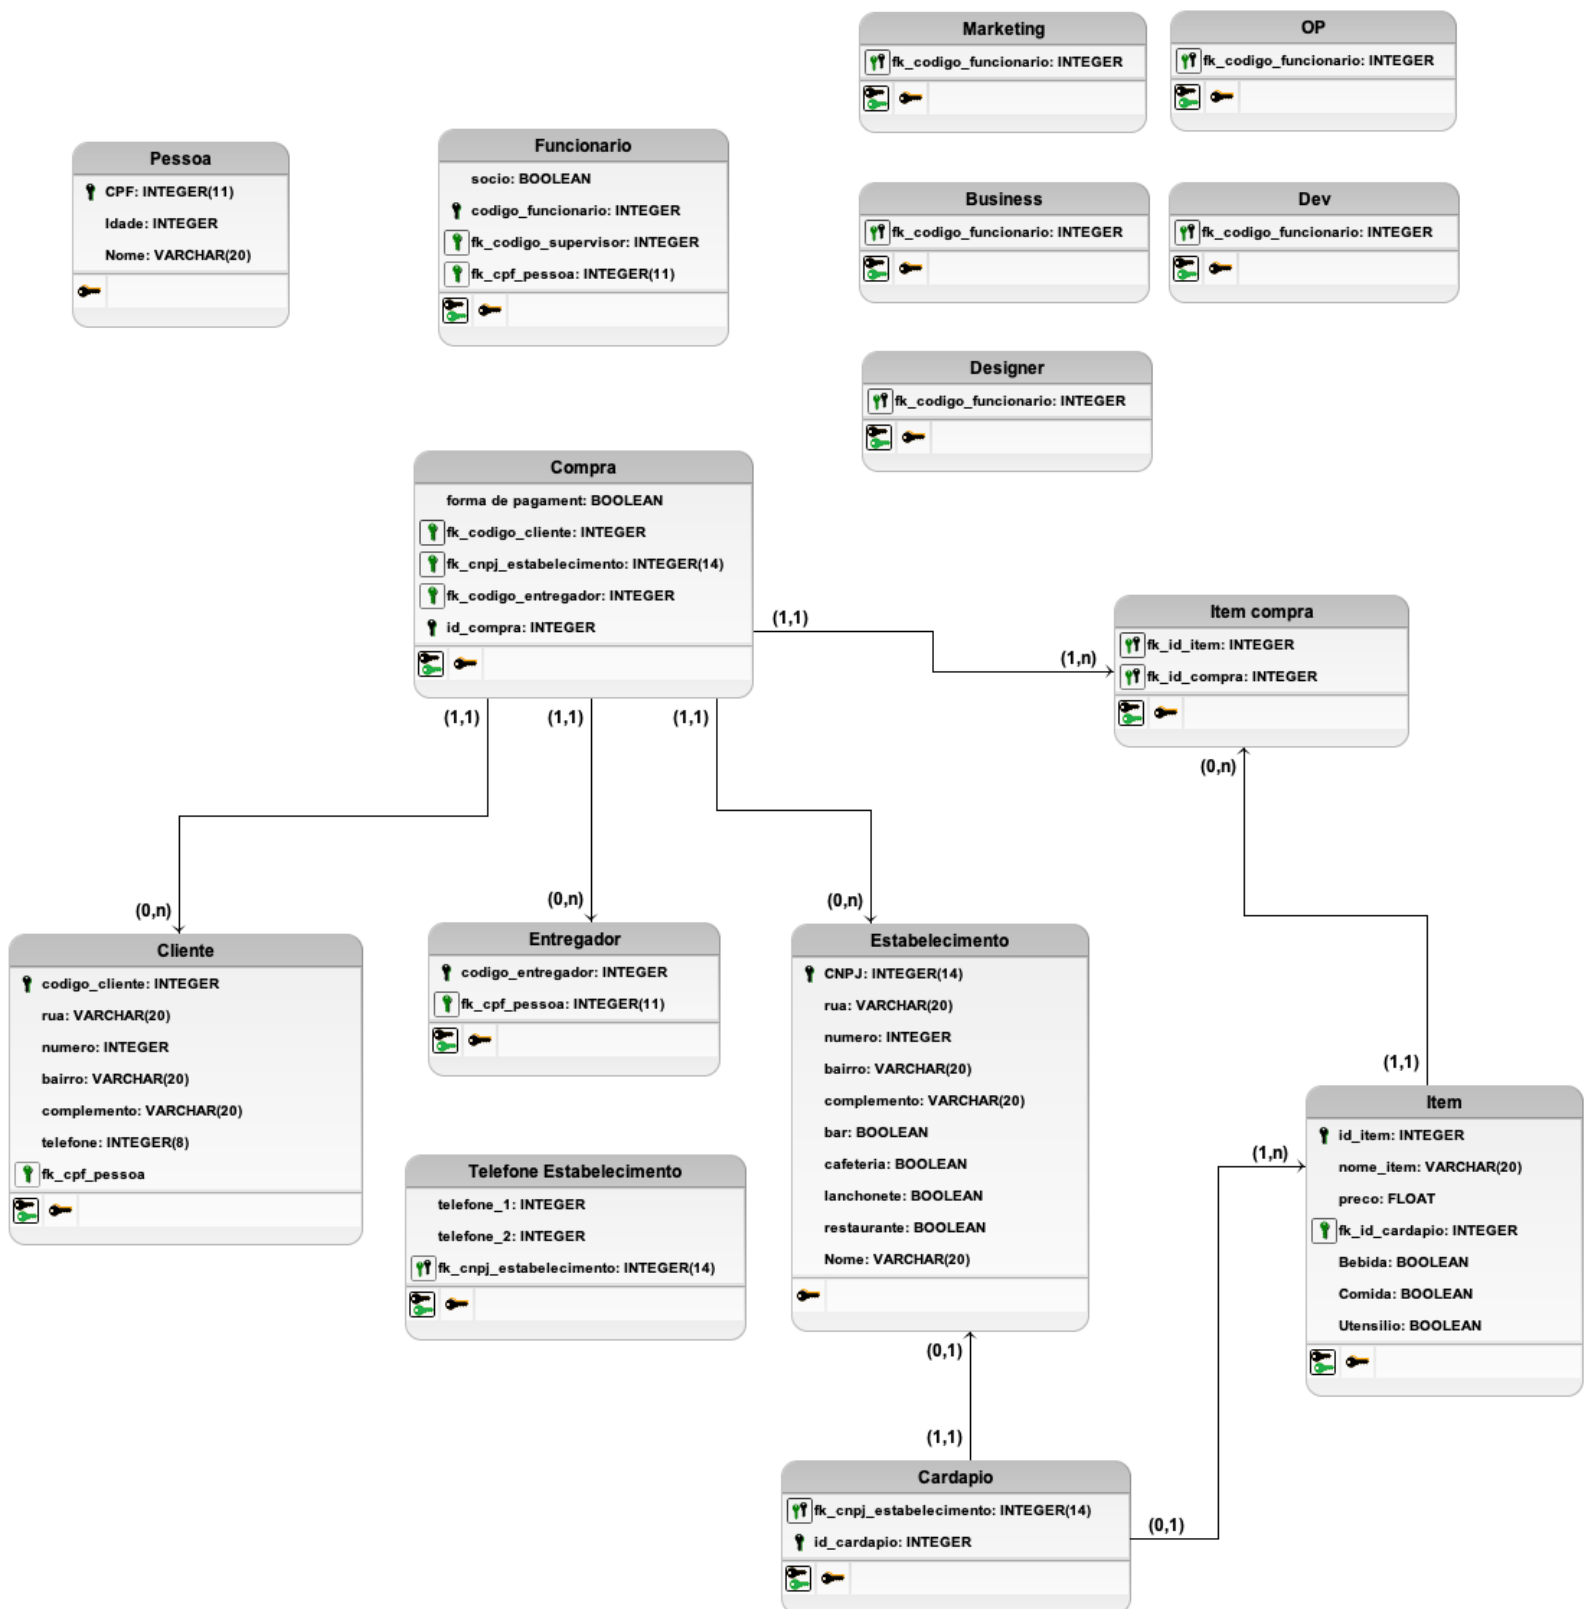 Marketing
fk_codigo_funcionario: INTEGER
OP
fk_codigo_funcionario: INTEGER
Pessoa
CPF: INTEGER(11)
Idade: INTEGER
Nome: VARCHAR(20)
Funcionario
socio: BOOLEAN
codigo_funcionario: INTEGER
fk_codigo_supervisor: INTEGER
fk_cpf_pessoa: INTEGER(11)
Business
fk_codigo_funcionario: INTEGER
Dev
fk_codigo_funcionario: INTEGER
Designer
fk_codigo_funcionario: INTEGER
Compra
forma de pagament: BOOLEAN
fk_codigo_cliente: INTEGER
fk_cnpj_estabelecimento: INTEGER(14)
fk_codigo_entregador: INTEGER
id_compra: INTEGER
(1,1)
(1,n)
Item compra
fk_id_item: INTEGER
fk_id_compra: INTEGER
(1,1)
(1,1)
(1,1)
(0,n)
(0,n)
(0,n)
(0,n)
Cliente
codigo_cliente: INTEGER
rua: VARCHAR(20)
numero: INTEGER
bairro: VARCHAR(20)
complemento: VARCHAR(20)
telefone: INTEGER(8)
fk_cpf_pessoa
Entregador
codigo_entregador: INTEGER
fk_cpf_pessoa: INTEGER(11)
Estabelecimento
CNPJ: INTEGER(14)
rua: VARCHAR(20)
numero: INTEGER
bairro: VARCHAR(20)
complemento: VARCHAR(20)
bar: BOOLEAN
cafeteria: BOOLEAN
lanchonete: BOOLEAN
restaurante: BOOLEAN
Nome: VARCHAR(20)
Telefone Estabelecimento
telefone_1: INTEGER
telefone_2: INTEGER
fk_cnpj_estabelecimento: INTEGER(14)
(1,1)
Item
id_item: INTEGER
nome_item: VARCHAR(20)
preco: FLOAT
fk_id_cardapio: INTEGER
Bebida: BOOLEAN
Comida: BOOLEAN
Utensilio: BOOLEAN
(1,n)
(0,1)
(1,1)
Cardapio
fk_cnpj_estabelecimento: INTEGER(14)
id_cardapio: INTEGER
(0,1)